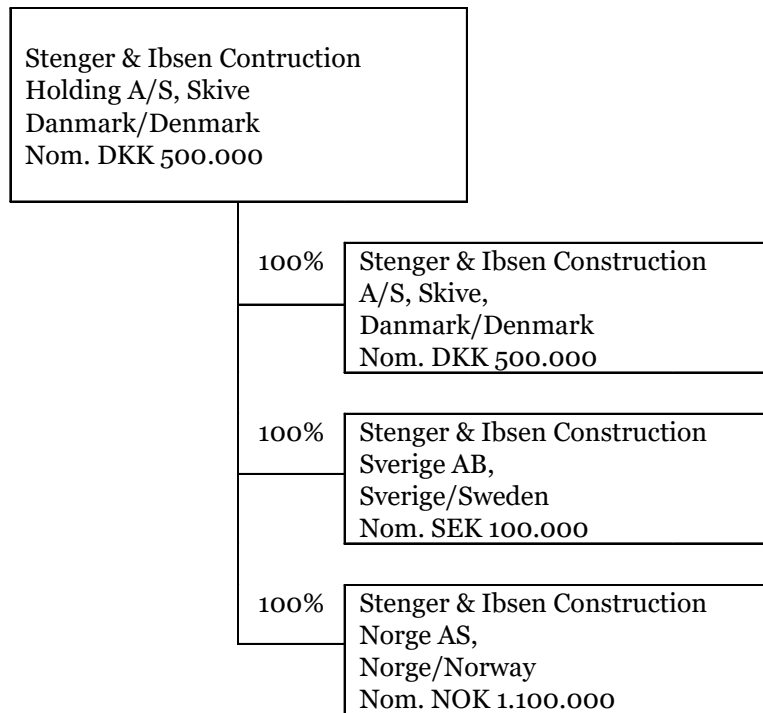 Stenger & Ibsen Contruction
Holding A/S, Skive
Danmark/Denmark
Nom. DKK 500.000
100%
Stenger & Ibsen Construction
A/S, Skive,
Danmark/Denmark
Nom. DKK 500.000
100%
Stenger & Ibsen Construction
Sverige AB,
Sverige/Sweden
Nom. SEK 100.000
100%
Stenger & Ibsen Construction
Norge AS,
Norge/Norway
Nom. NOK 1.100.000